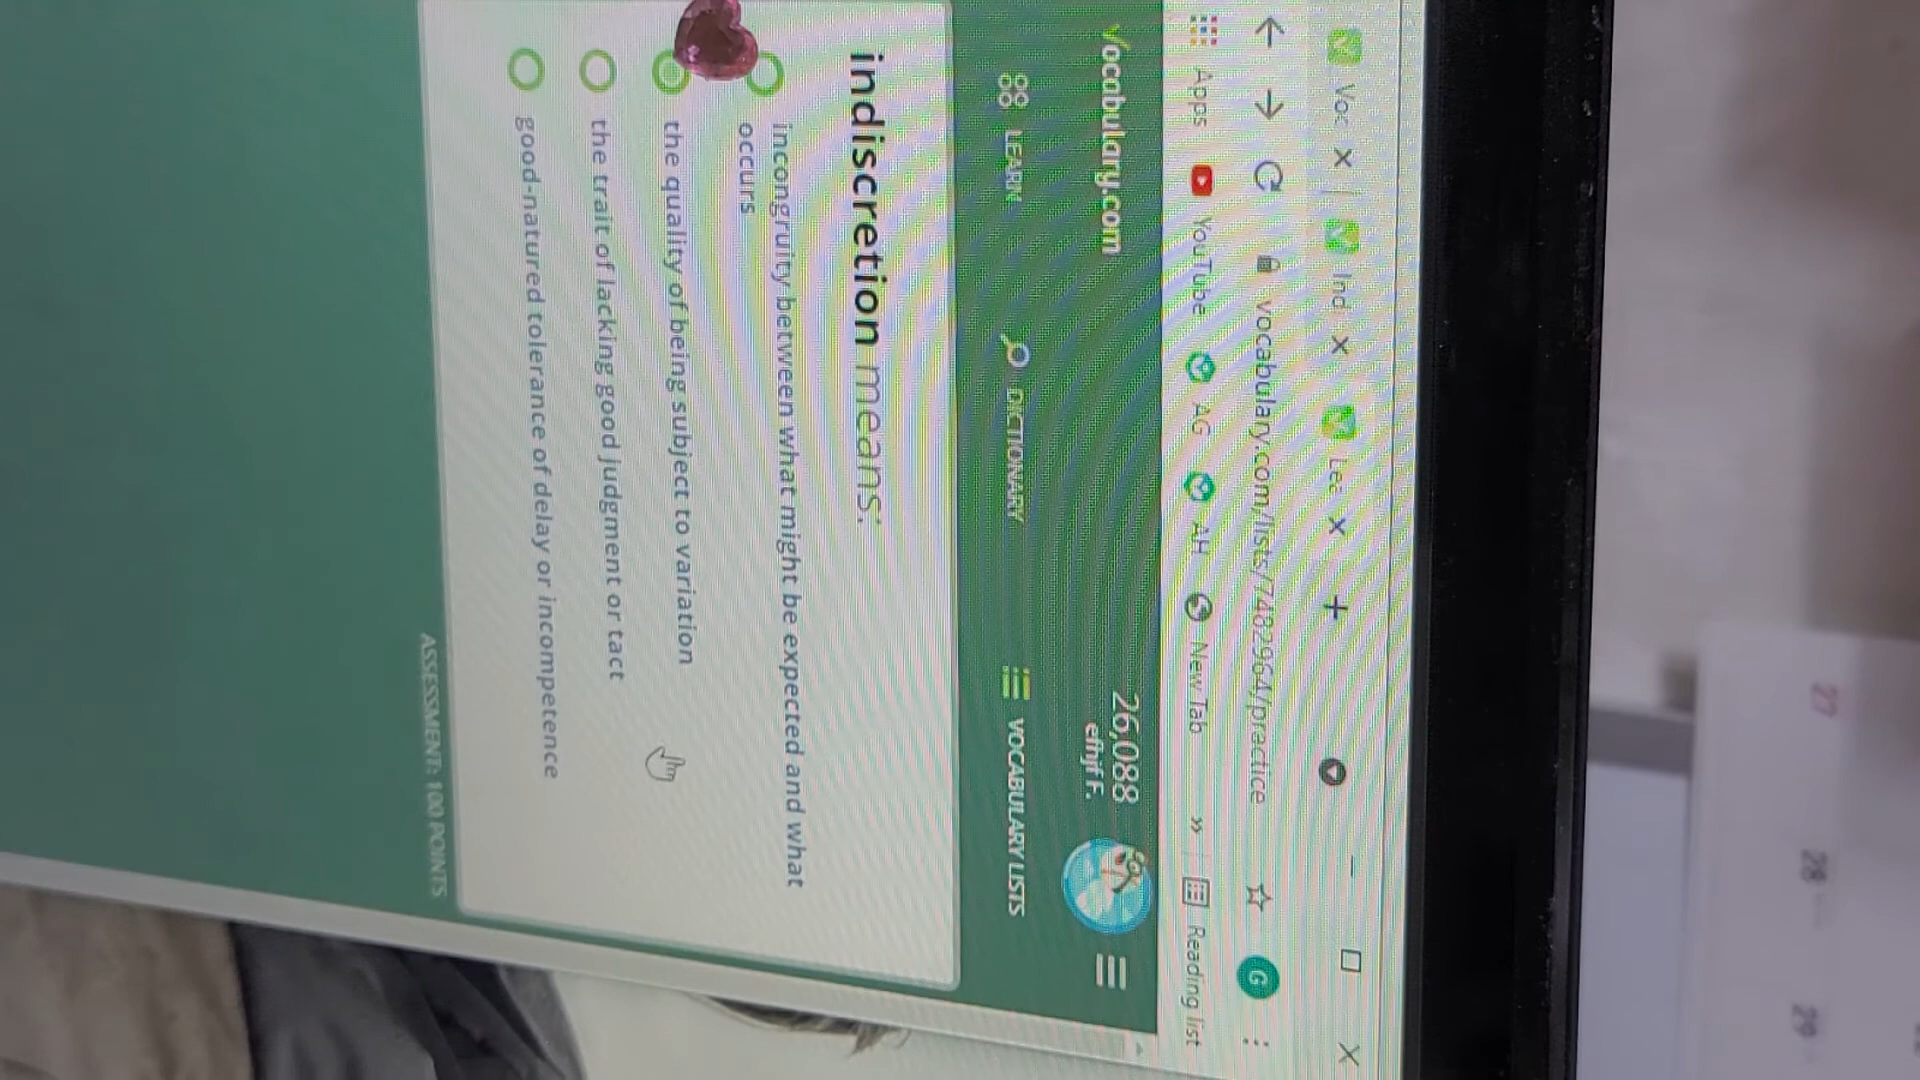 Voc
Ind
Lea
vocabulary.com/lists/7482964/practice
G
Apps
YouTube
AG
AH
New Tab
»
Reading list
Vocabulary.com
26,088
efhjf F.
LEARN
DICTIONARY
VOCABULARY LISTS
indiscretion means:
incongruity between what might be expected and what
occurs
the quality of being subject to variation
the trait of lacking good judgment or tact
good-natured tolerance of delay or incompetence
ASSESSMENT: 100 POINTS
27
28
29